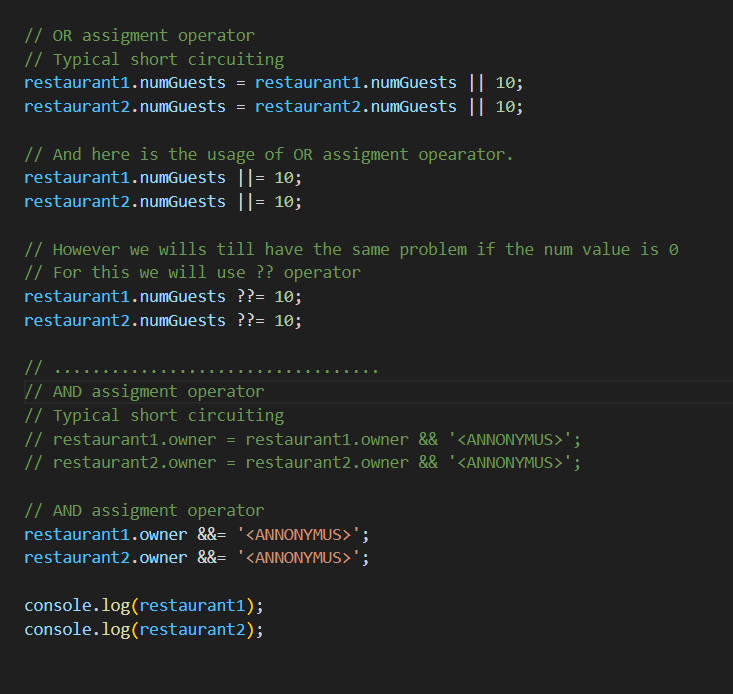 // OR assigment operator
// Typical short circuiting
restaurant1.numGuests = restaurant1.numGuests || 10;
restaurant2.numGuests = restaurant2.numGuests || 10;
// And here is the usage of OR assigment opearator.
restaurant1.numGuests ||= 10;
restaurant2.numGuests ||= 10;
// However we wills till have the same problem if the num value is 0
// For this we will use ?? operator
restaurant1.numGuests ??= 10;
restaurant2.numGuests ??= 10;
// ..................................
// AND assigment operator
// Typical short circuiting
// restaurant1.owner = restaurant1.owner && '<ANNONYMUS>';
// restaurant2.owner = restaurant2.owner && '<ANNONYMUS>';
// AND assigment operator
restaurant1.owner &&= '<ANNONYMUS>';
restaurant2.owner &&= '<ANNONYMUS>';
console.log(restaurant1);
console.log(restaurant2);